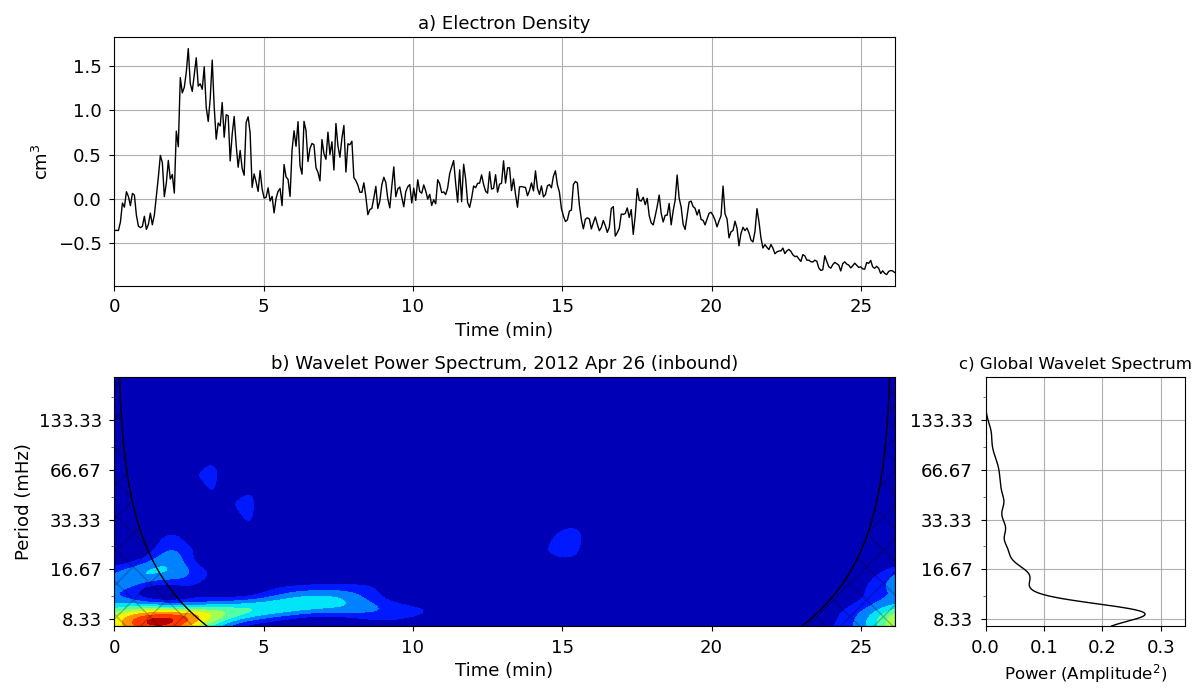 a) Electron Density
1.5
1.0
0.5
0.0
−0.5
cm³
0 5 10 15 20 25
Time (min)
b) Wavelet Power Spectrum, 2012 Apr 26 (inbound)
133.33
66.67
33.33
16.67
8.33
Period (mHz)
0 5 10 15 20 25
Time (min)
c) Global Wavelet Spectrum
133.33
66.67
33.33
16.67
8.33
0.0 0.1 0.2 0.3
Power (Amplitude²)